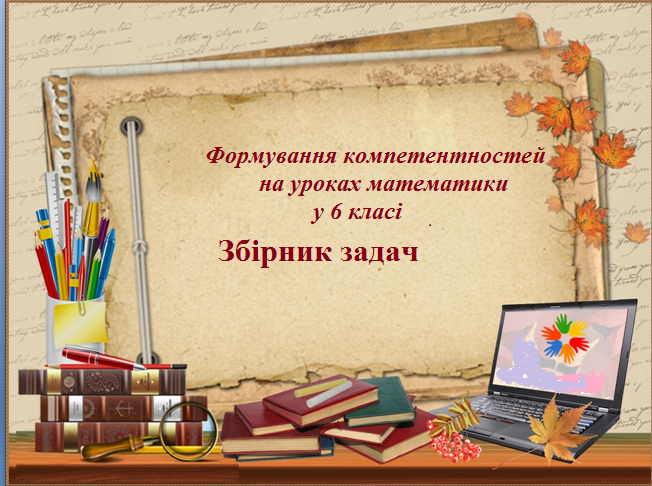 Формування компетентностей
на уроках математики
у 6 класі
Збірник задач